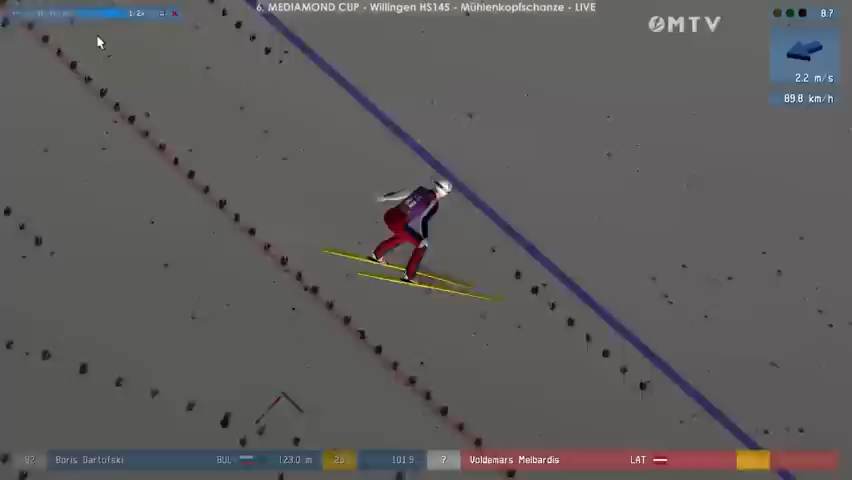 6. MEDIAMOND CUP - Willingen HS145 - Mühlenkopfschanze - LIVE
MTV
8.7
2.2 m/s
89.8 km/h
Boris Dartofski BUL 123.0 m 101.9
7 Voldemars Melbardis LAT